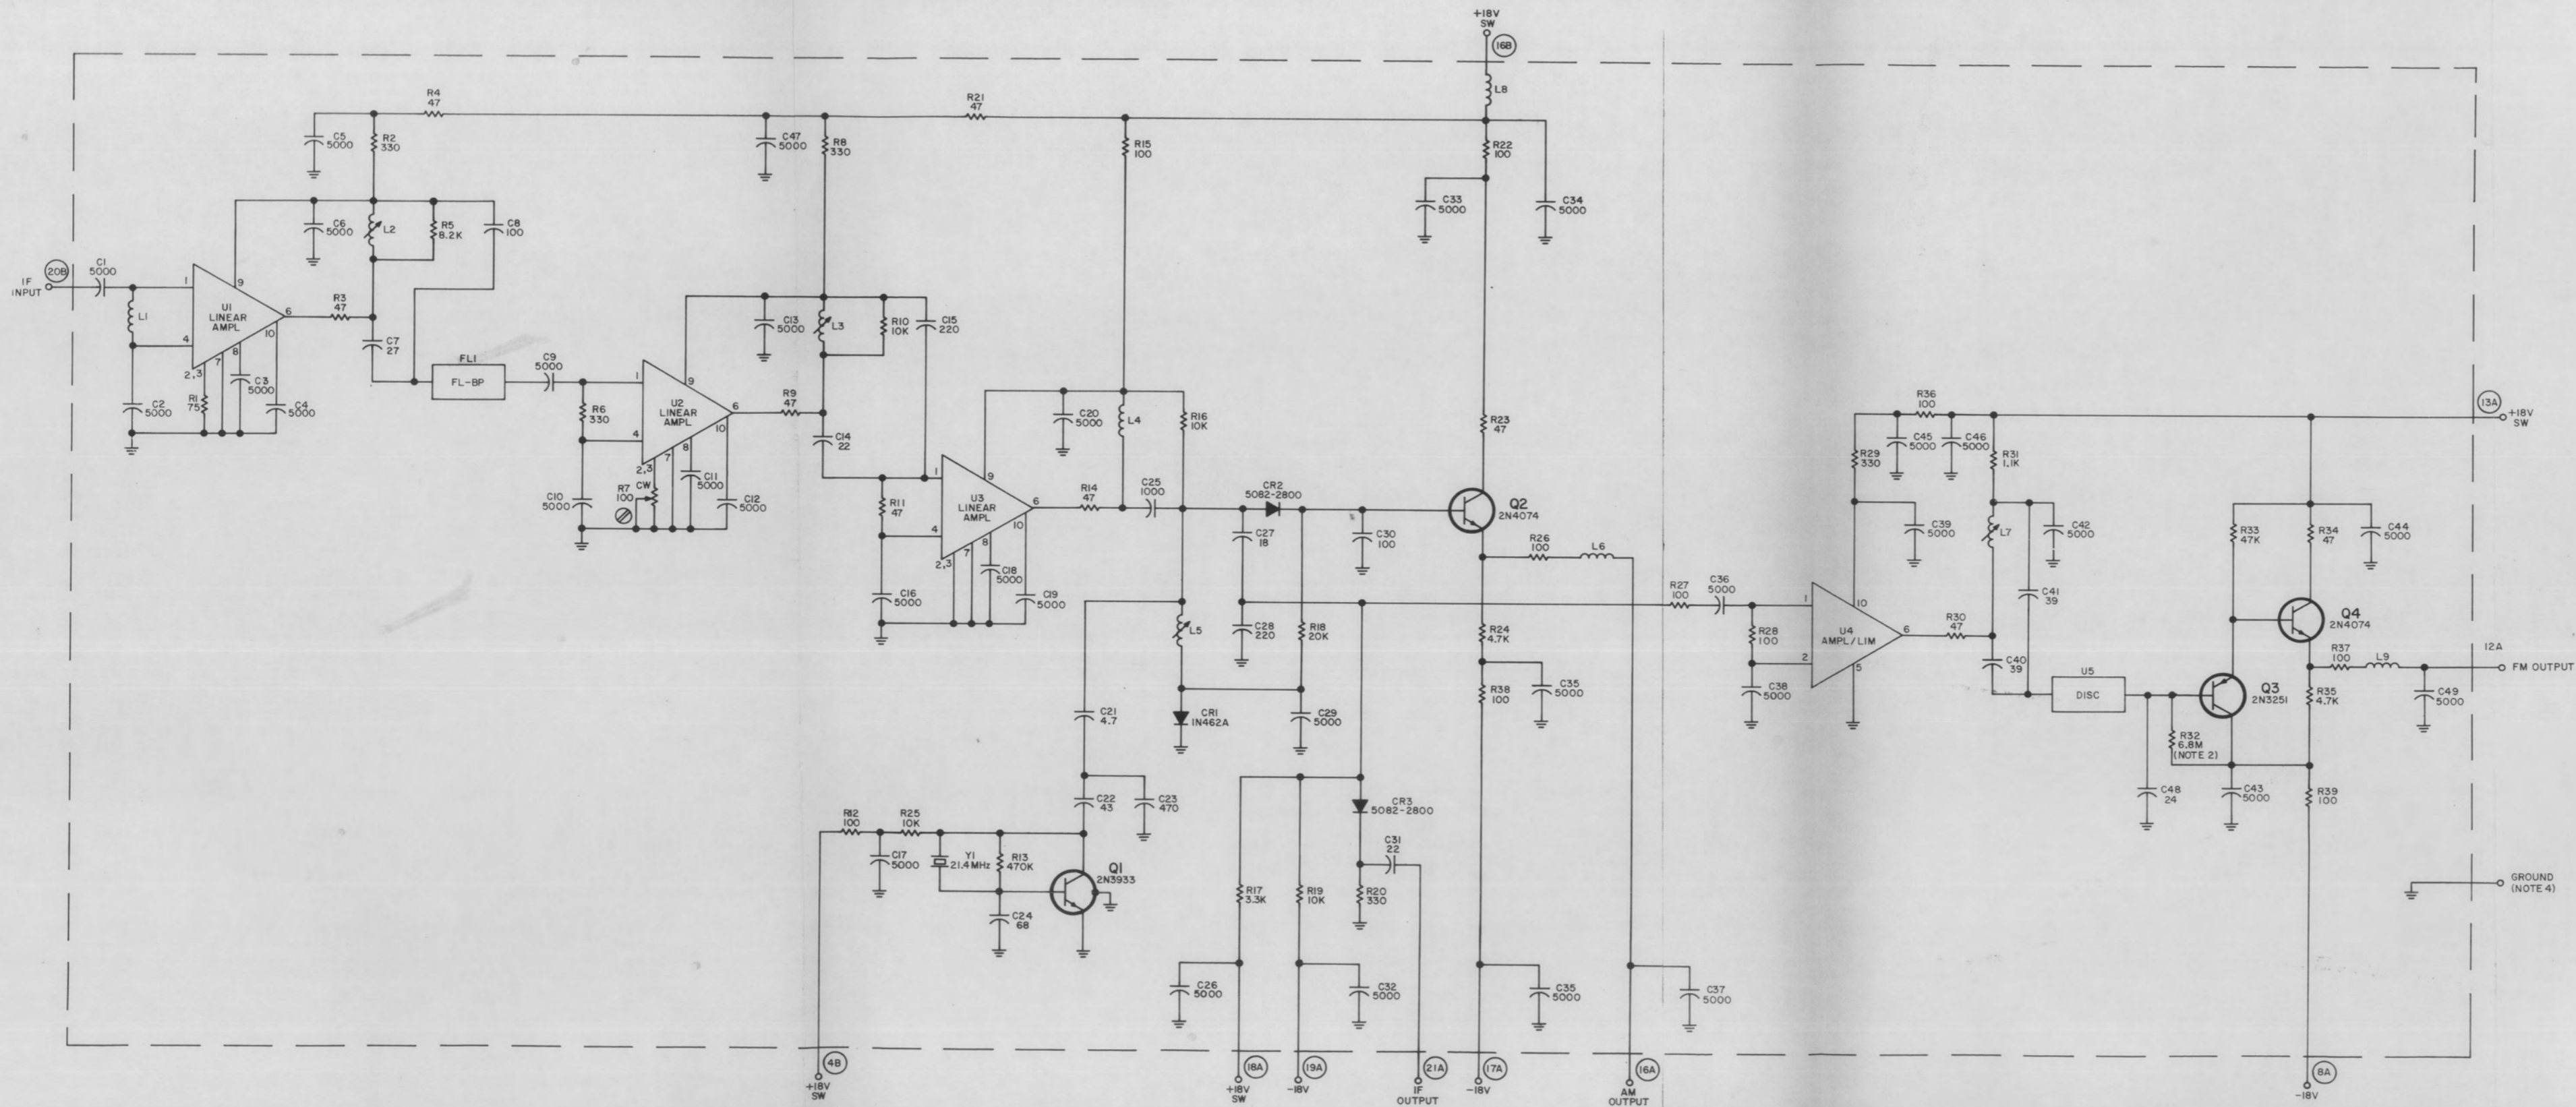 +18V
SW
16B
L8
R4
47
R21
47
C5
5000
R2
330
C47
5000
R8
330
R15
100
R22
100
C33
5000
C34
5000
C6
5000
L2
R5
8.2K
C8
100
20B
IF
INPUT
C1
5000
L1
1
4
9
U1
LINEAR
AMPL
6
10
8
7
2,3
R3
47
C7
27
C2
5000
R1
75
C3
5000
C4
5000
FL1
FL-BP
C9
5000
R6
330
C10
5000
1
4
9
U2
LINEAR
AMPL
6
10
8
7
2,3
R7
100
CW
C11
5000
C12
5000
C13
5000
L3
R10
10K
C15
220
R9
47
C14
22
R11
47
C16
5000
1
4
9
U3
LINEAR
AMPL
6
10
8
7
2,3
C18
5000
C19
5000
C20
5000
L4
R16
10K
R14
47
C25
1000
CR2
5082-2800
C27
18
C30
100
R23
47
Q2
2N4074
R26
100
L6
C28
220
R18
20K
L5
CR1
1N462A
C29
5000
R24
4.7K
R38
100
C35
5000
C21
4.7
C22
43
C23
470
R12
100
R25
10K
C17
5000
Y1
21.4MHz
R13
470K
Q1
2N3933
C24
68
CR3
5082-2800
C31
22
R17
3.3K
R19
10K
R20
330
C26
5000
C32
5000
C35
5000
C37
5000
R27
100
C36
5000
R28
100
C38
5000
1
2
10
U4
AMPL/LIM
6
5
R36
100
C45
5000
C46
5000
R29
330
R31
1.1K
C39
5000
L7
C42
5000
C41
39
R30
47
C40
39
U5
DISC
R33
47K
R34
47
C44
5000
Q4
2N4074
Q3
2N3251
R37
100
L9
R35
4.7K
C49
5000
R32
6.8M
(NOTE 2)
C48
24
C43
5000
R39
100
13A
+18V
SW
12A
FM OUTPUT
GROUND
(NOTE 4)
4B
+18V
SW
18A
+18V
SW
19A
-18V
21A
IF
OUTPUT
17A
-18V
16A
AM
OUTPUT
8A
-18V